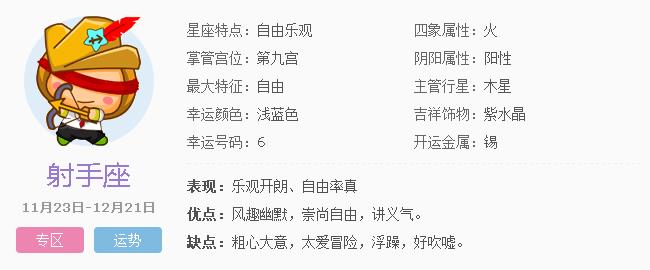 星座特点：自由乐观 四象属性：火
掌管宫位：第九宫 阴阳属性：阳性
最大特征：自由 主管行星：木星
幸运颜色：浅蓝色 吉祥饰物：紫水晶
幸运号码：6 开运金属：锡
射手座
11月23日-12月21日
专区 运势
表现：乐观开朗、自由率真
优点：风趣幽默，崇尚自由，讲义气。
缺点：粗心大意，太爱冒险，浮躁，好吹嘘。